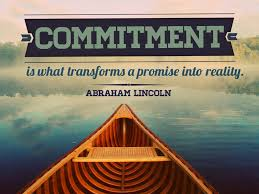 COMMITMENT
is what transforms a promise into reality.
ABRAHAM LINCOLN